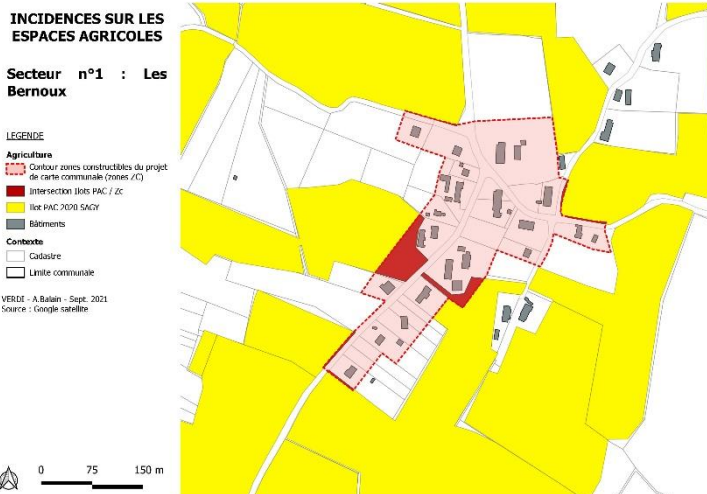 INCIDENCES SUR LES
ESPACES AGRICOLES
Secteur n°1 : Les
Bernoux
LEGENDE
Agriculture
Contour zones constructibles du projet
de carte communale (zones ZC)
Intersection Ilots PAC / Zc
Ilot PAC 2020 SAGY
Bâtiments
Contexte
Cadastre
Limite communale
VERDI - A.Balain - Sept. 2021
Source : Google satellite
0 75 150 m